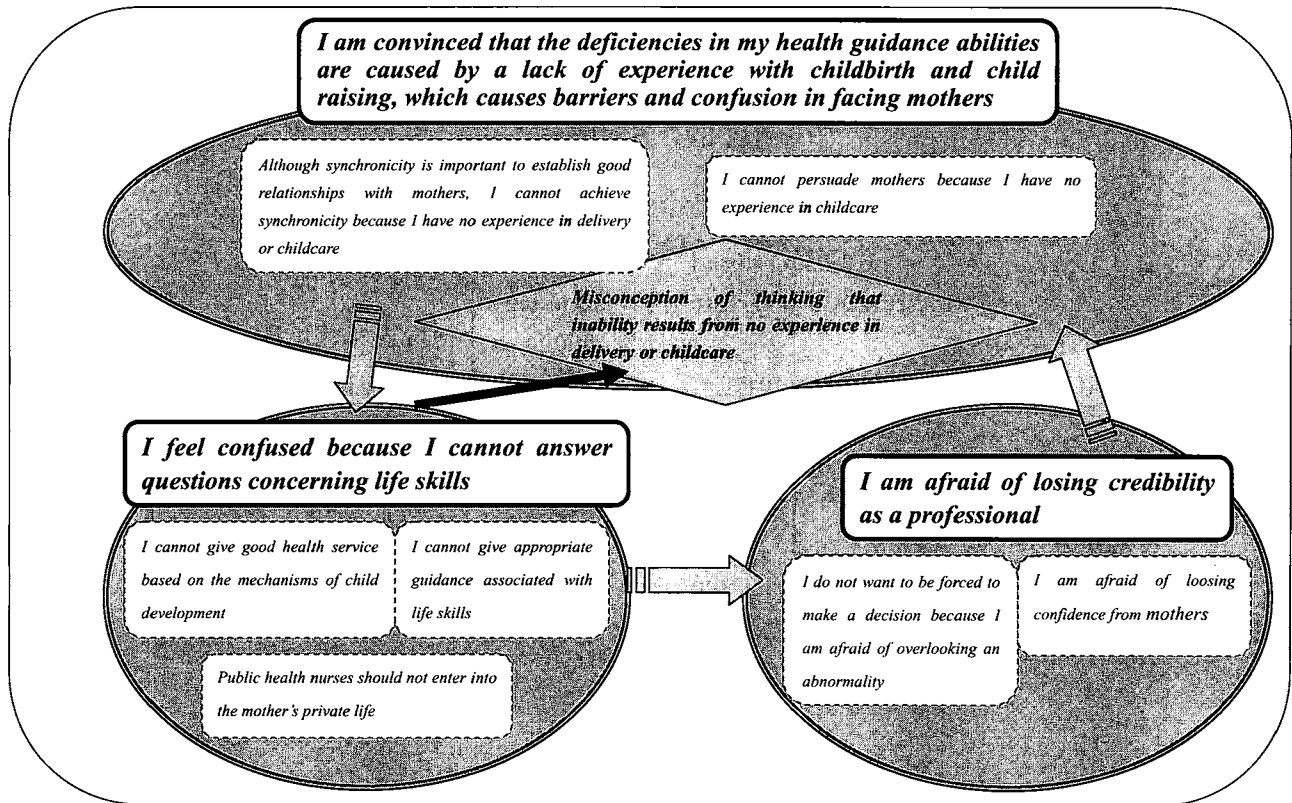 I am convinced that the deficiencies in my health guidance abilities
are caused by a lack of experience with childbirth and child
raising, which causes barriers and confusion in facing mothers
Although synchronicity is important to establish good
relationships with mothers, I cannot achieve
synchronicity because I have no experience in delivery
or childcare
I cannot persuade mothers because I have no
experience in childcare
Misconception of thinking that
inability results from no experience in
delivery or childcare
I feel confused because I cannot answer
questions concerning life skills
I cannot give good health service
based on the mechanisms of child
development
I cannot give appropriate
guidance associated with
life skills
Public health nurses should not enter into
the mother's private life
I am afraid of losing credibility
as a professional
I do not want to be forced to
make a decision because I
am afraid of overlooking an
abnormality
I am afraid of loosing
confidence from mothers